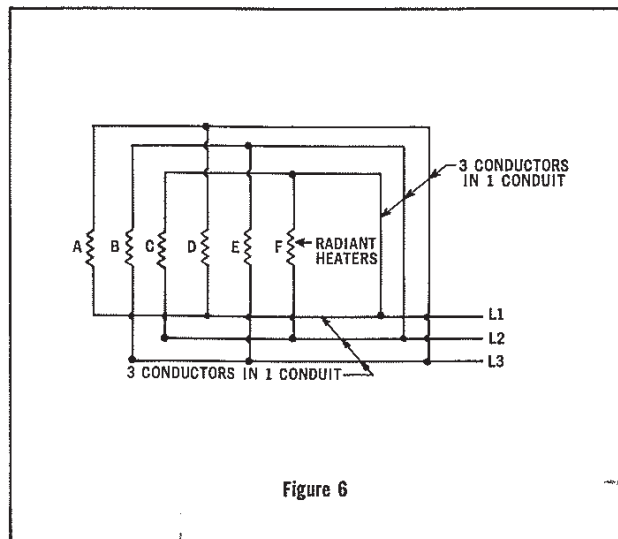 3 CONDUCTORS
IN 1 CONDUIT
A B C D E F RADIANT
HEATERS
L1
L2
L3
3 CONDUCTORS IN 1 CONDUIT
Figure 6